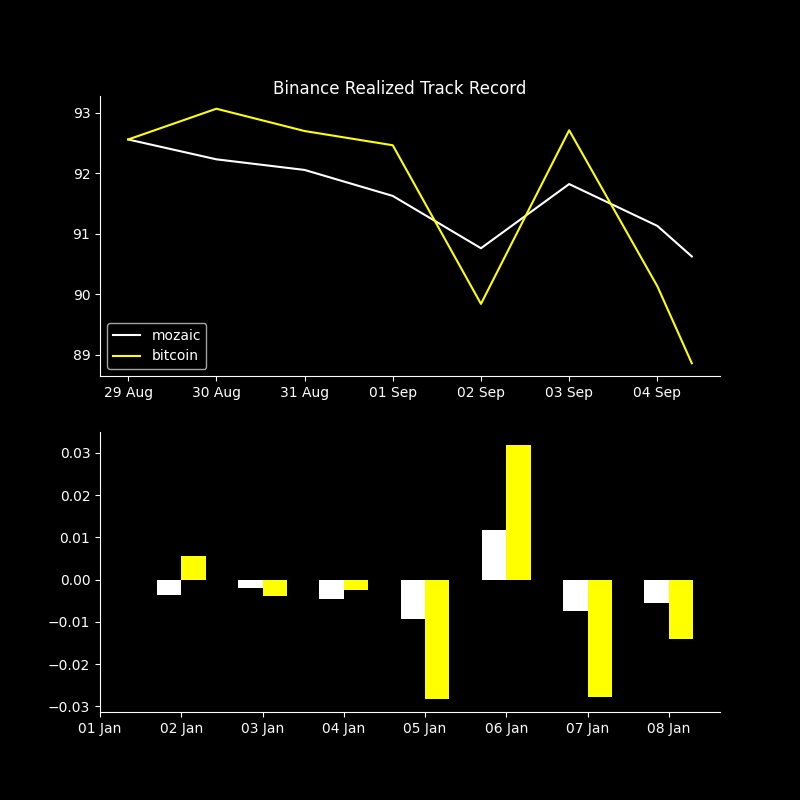 Binance Realized Track Record
93
92
91
90
89
mozaic
bitcoin
29 Aug 30 Aug 31 Aug 01 Sep 02 Sep 03 Sep 04 Sep
0.03
0.02
0.01
0.00
−0.01
−0.02
−0.03
01 Jan 02 Jan 03 Jan 04 Jan 05 Jan 06 Jan 07 Jan 08 Jan